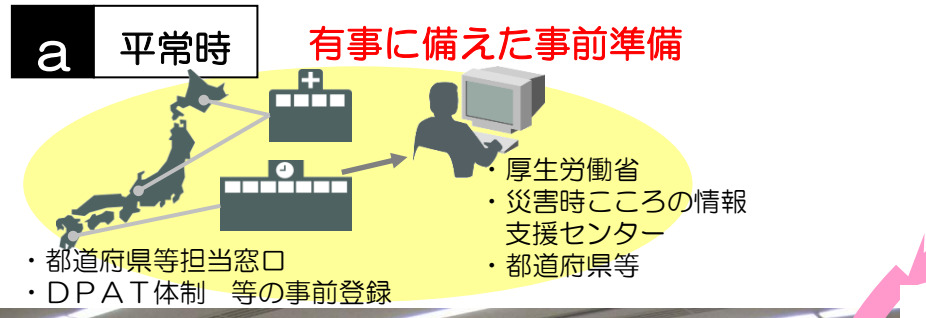 a 平常時 有事に備えた事前準備
・厚生労働省
・災害時こころの情報
支援センター
・都道府県等
・都道府県等担当窓口
・ＤＰＡＴ体制　等の事前登録